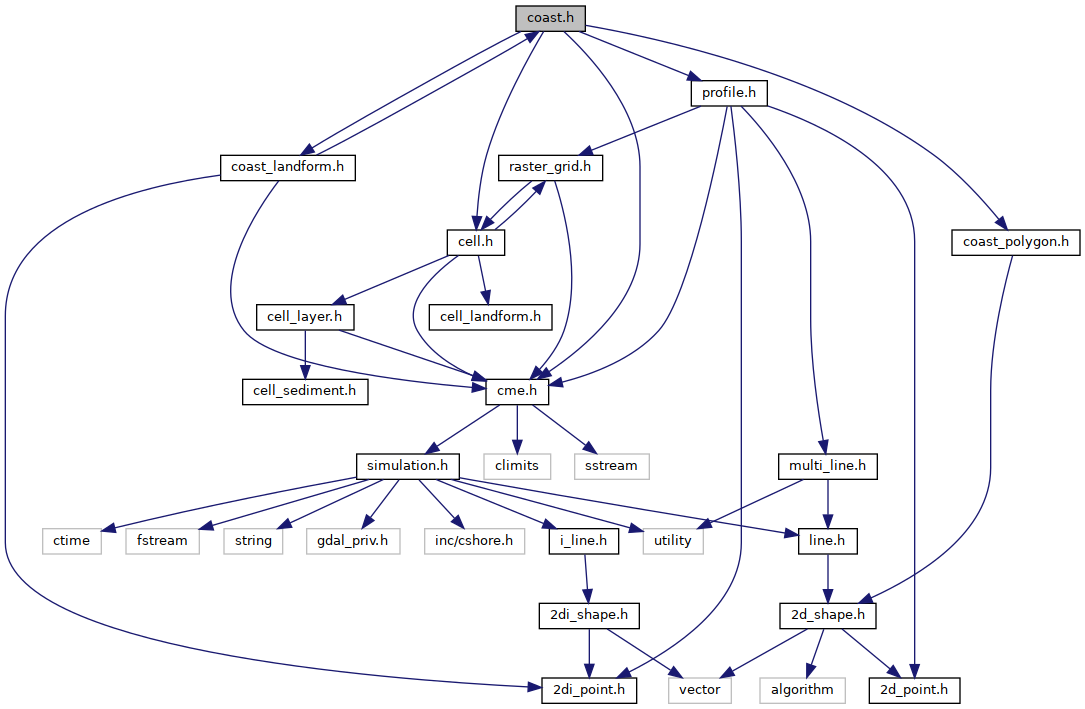 coast.h
profile.h
coast_landform.h
raster_grid.h
cell.h
coast_polygon.h
cell_layer.h
cell_landform.h
cell_sediment.h
cme.h
simulation.h
climits
sstream
multi_line.h
ctime
fstream
string
gdal_priv.h
inc/cshore.h
i_line.h
utility
line.h
2di_shape.h
2d_shape.h
2di_point.h
vector
algorithm
2d_point.h